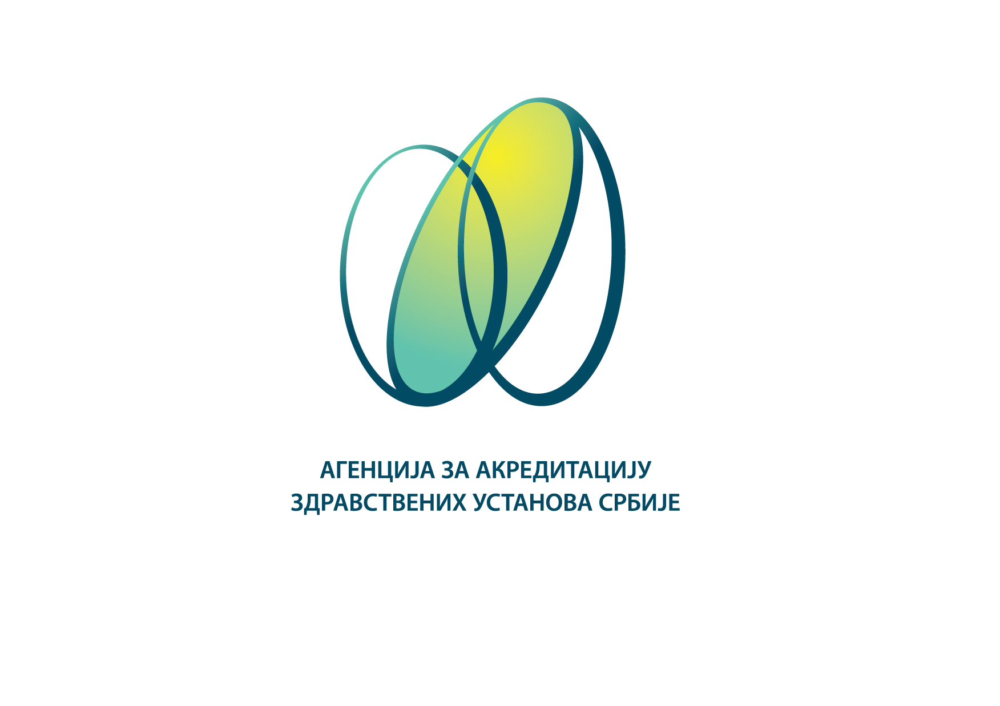 АГЕНЦИЈА ЗА АКРЕДИТАЦИЈУ
ЗДРАВСТВЕНИХ УСТАНОВА СРБИЈЕ